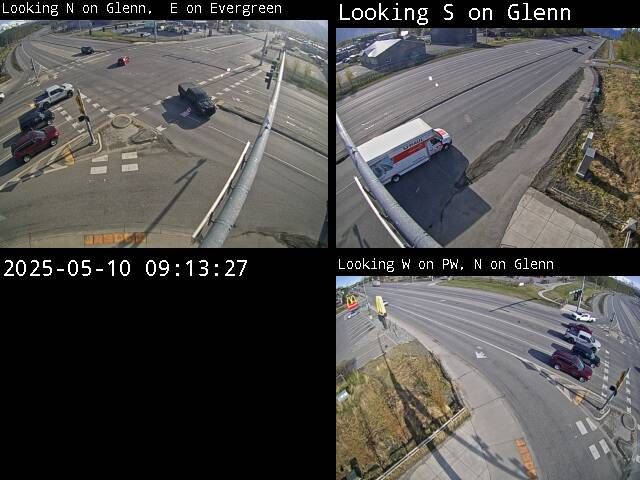 Looking N on Glenn, E on Evergreen
Looking S on Glenn
2025-05-10 09:13:27
Looking W on PW, N on Glenn